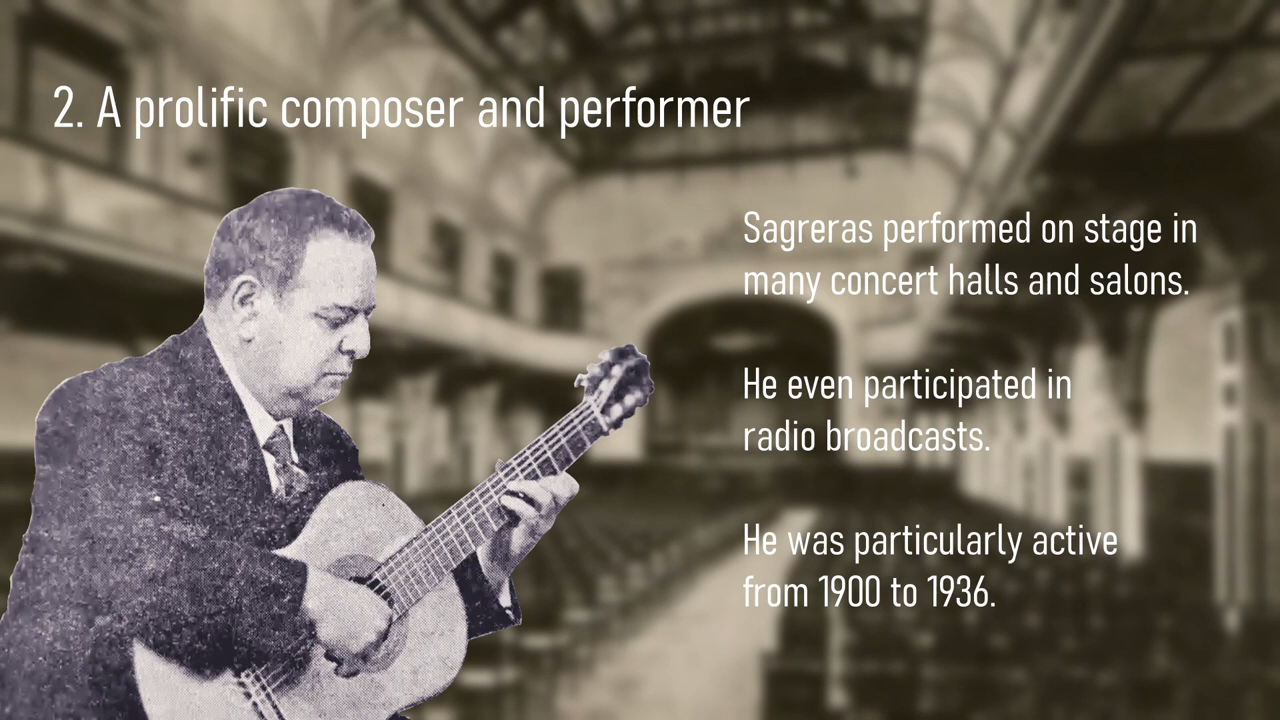 2. A prolific composer and performer
Sagreras performed on stage in
many concert halls and salons.
He even participated in
radio broadcasts.
He was particularly active
from 1900 to 1936.